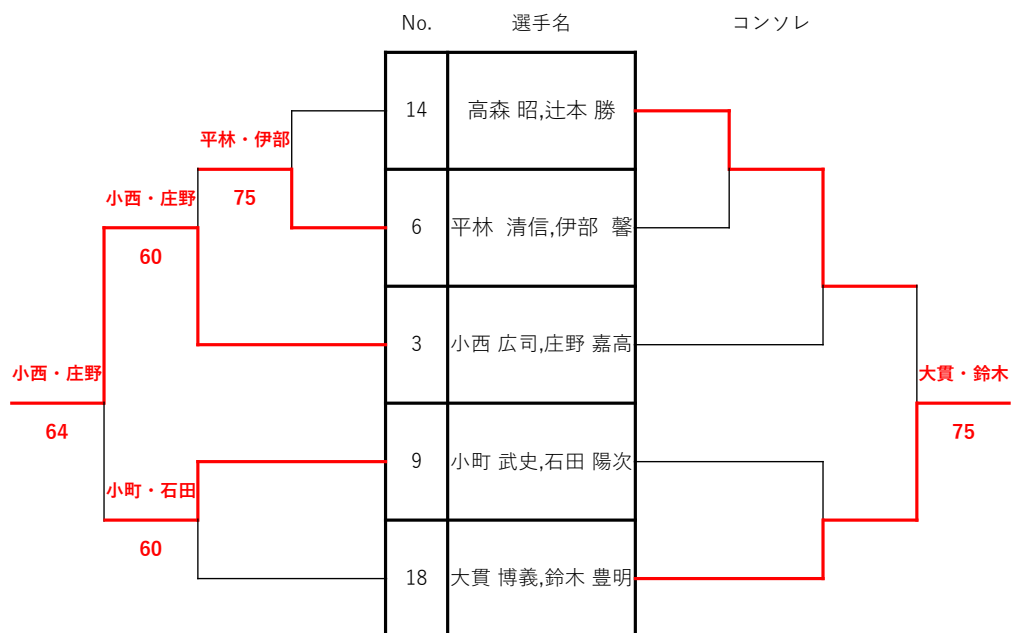 No. 選手名 コンソレ
14 高森 昭,辻本 勝
平林・伊部
75
小西・庄野
6 平林 清信,伊部 馨
60
3 小西 広司,庄野 嘉高
小西・庄野
大貫・鈴木
64
75
9 小町 武史,石田 陽次
小町・石田
60
18 大貫 博義,鈴木 豊明